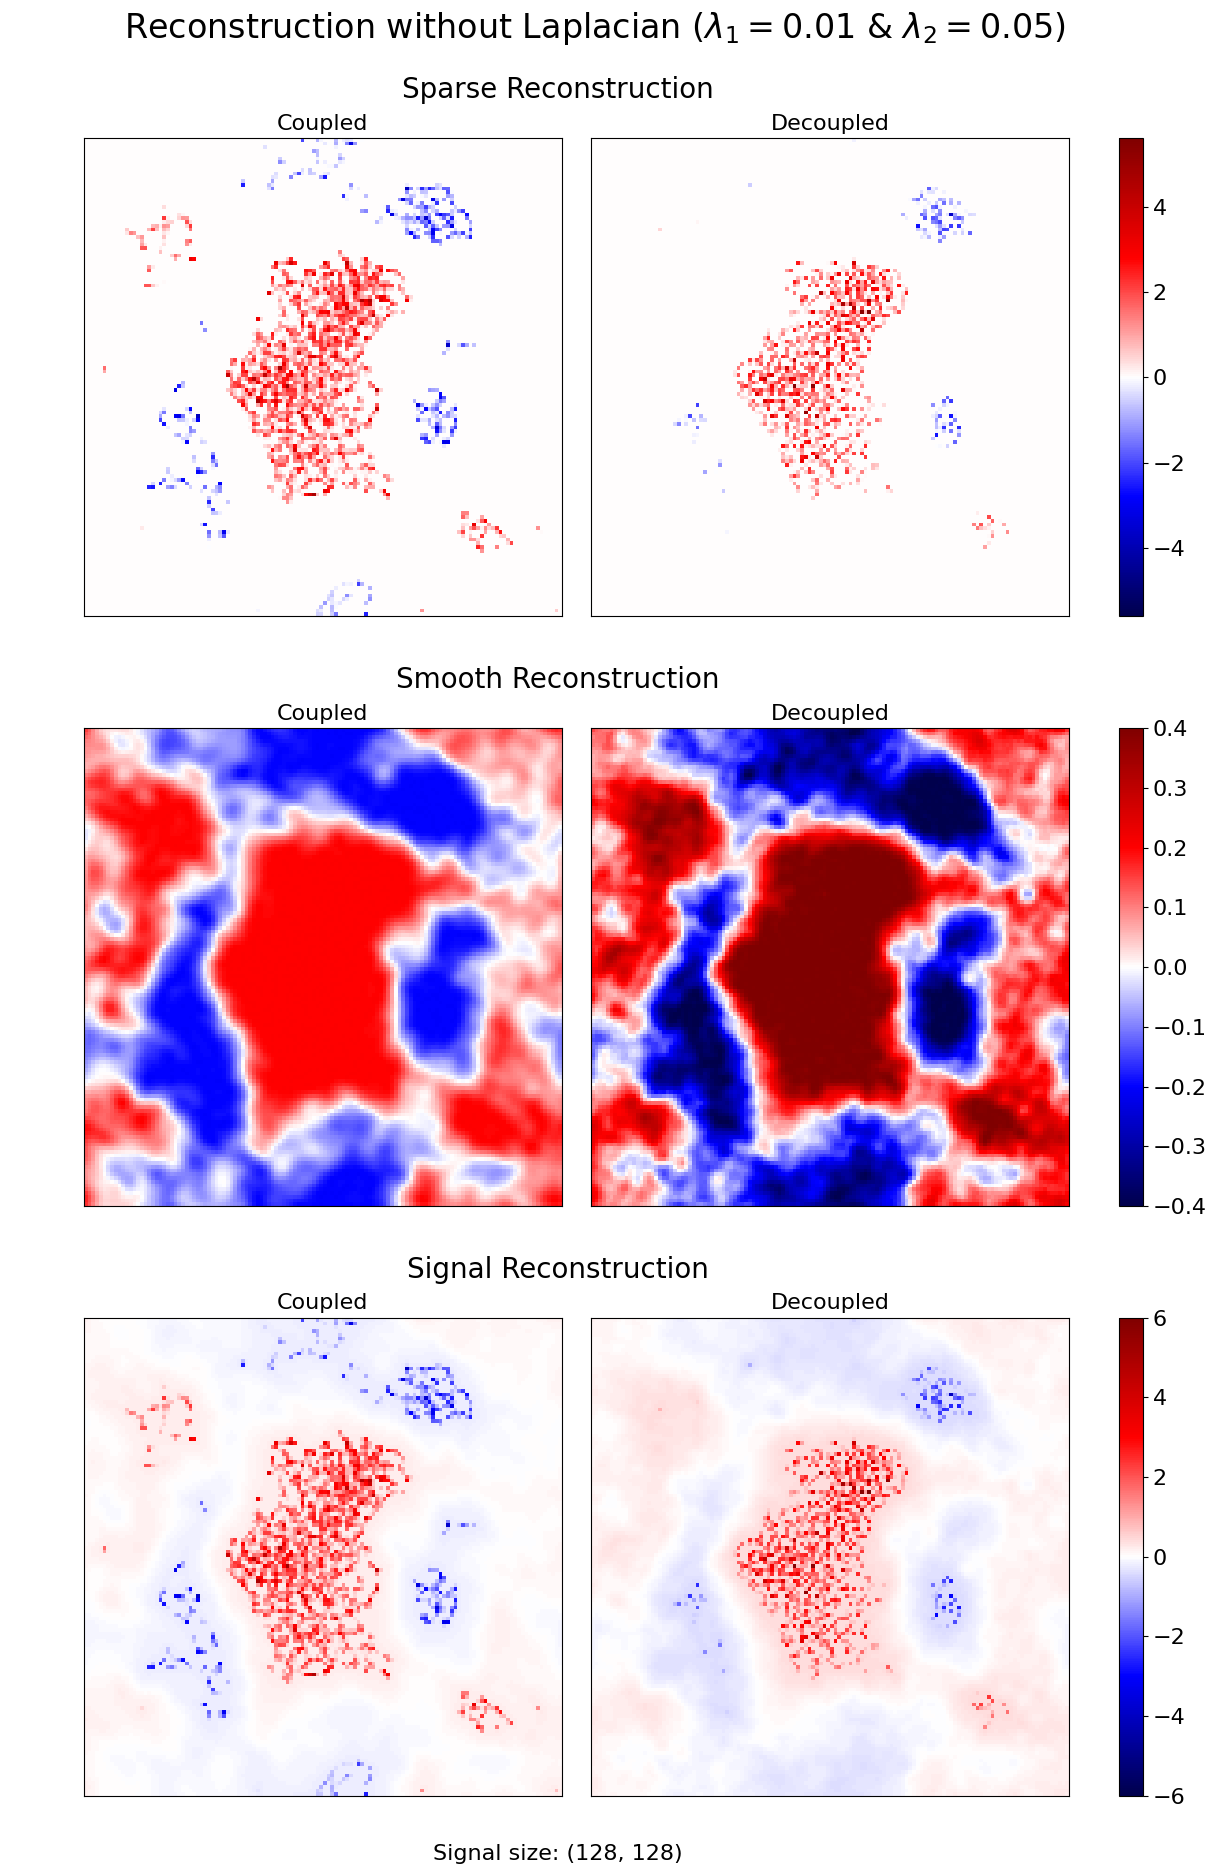 Reconstruction without Laplacian (λ₁ = 0.01 & λ₂ = 0.05)
Sparse Reconstruction
Coupled
Decoupled
4
2
0
−2
−4
Smooth Reconstruction
Coupled
Decoupled
0.4
0.3
0.2
0.1
0.0
−0.1
−0.2
−0.3
−0.4
Signal Reconstruction
Coupled
Decoupled
6
4
2
0
−2
−4
−6
Signal size: (128, 128)